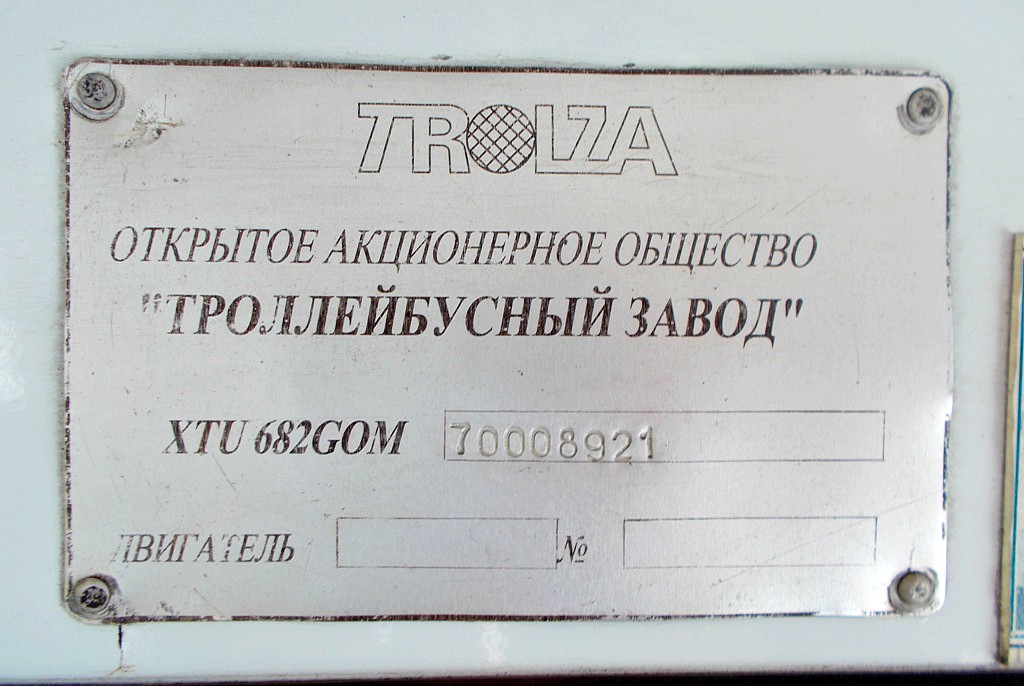 TROLZA
ОТКРЫТОЕ АКЦИОНЕРНОЕ ОБЩЕСТВО
"ТРОЛЛЕЙБУСНЫЙ ЗАВОД"
XTU 682GOM 70008921
ДВИГАТЕЛЬ №